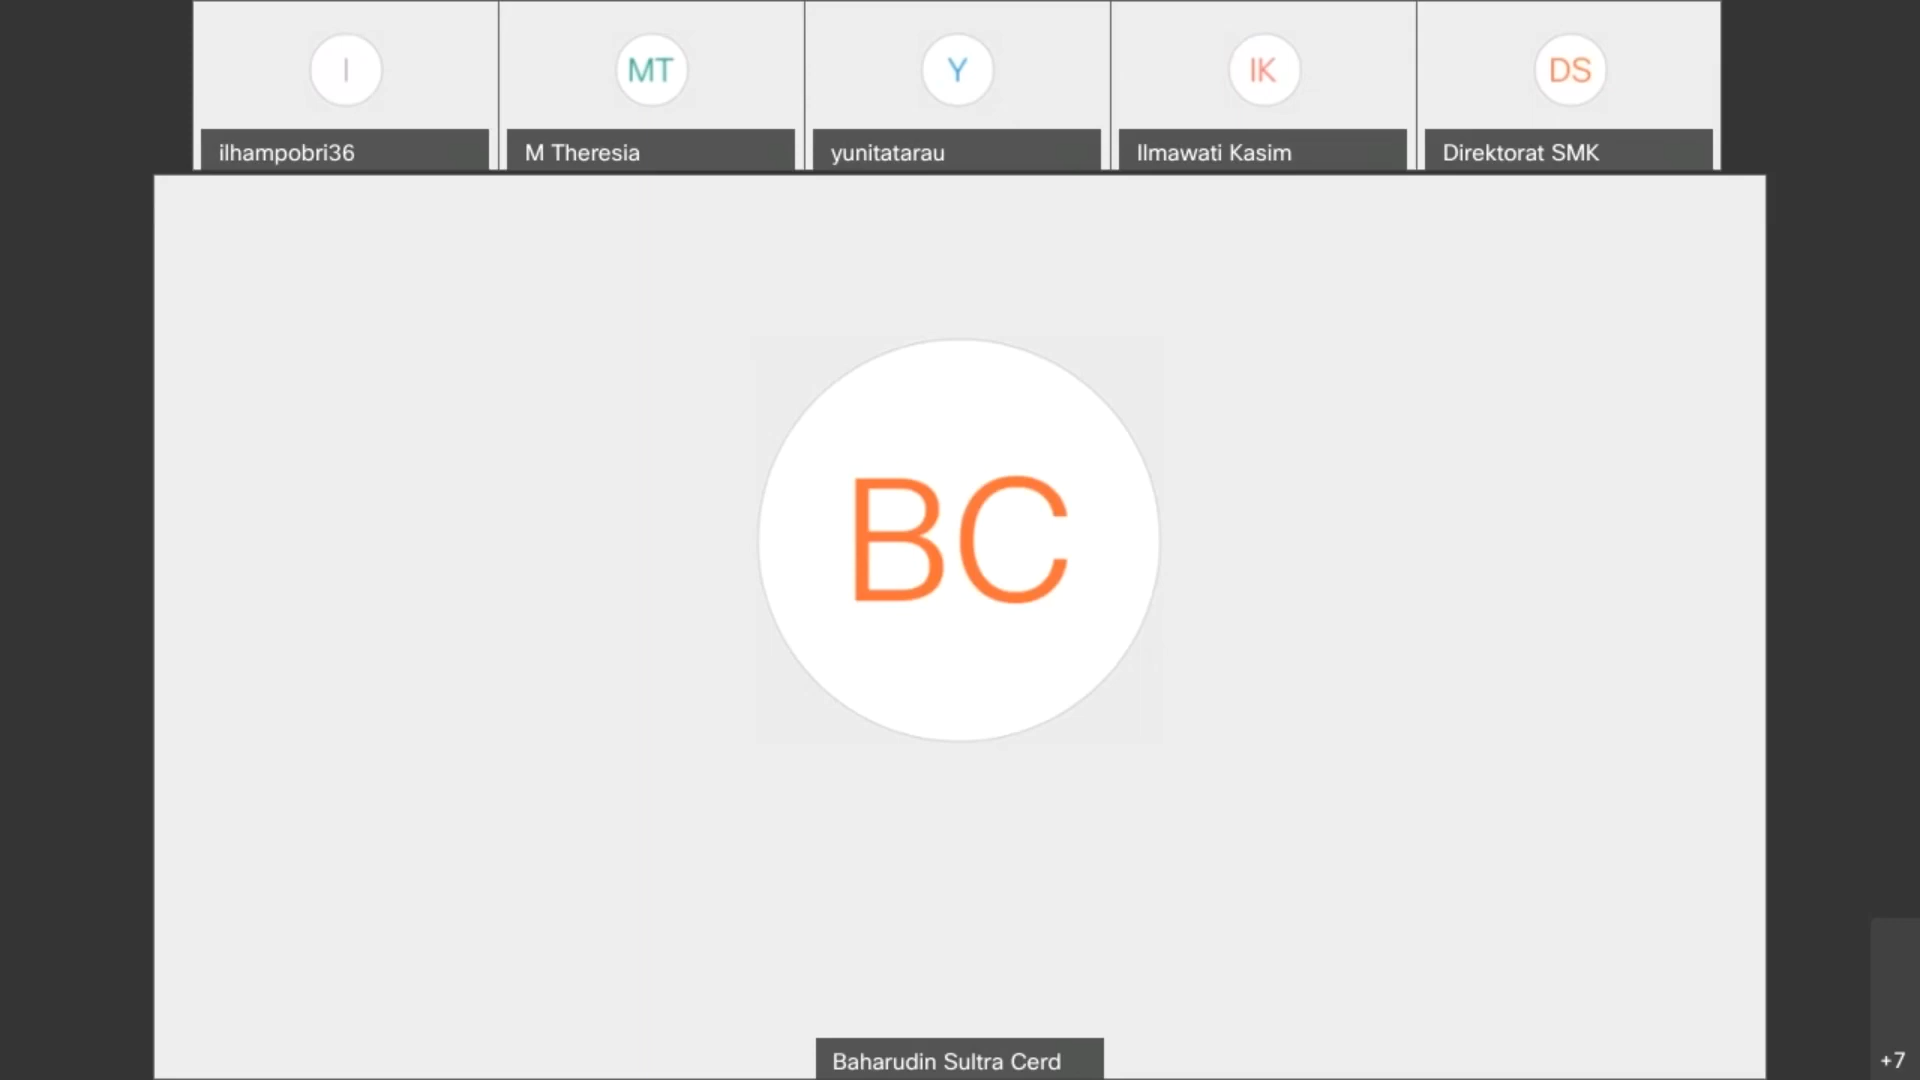 I
MT
Y
IK
DS
ilhampobri36
M Theresia
yunitatarau
Ilmawati Kasim
Direktorat SMK
BC
Baharudin Sultra Cerd
+7